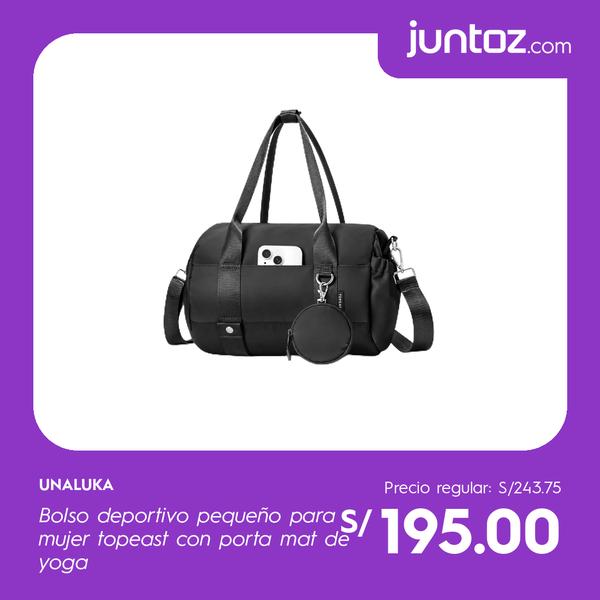 juntoz.com
UNALUKA
Precio regular: S/243.75
Bolso deportivo pequeño para
mujer topeast con porta mat de
yoga
S/195.00